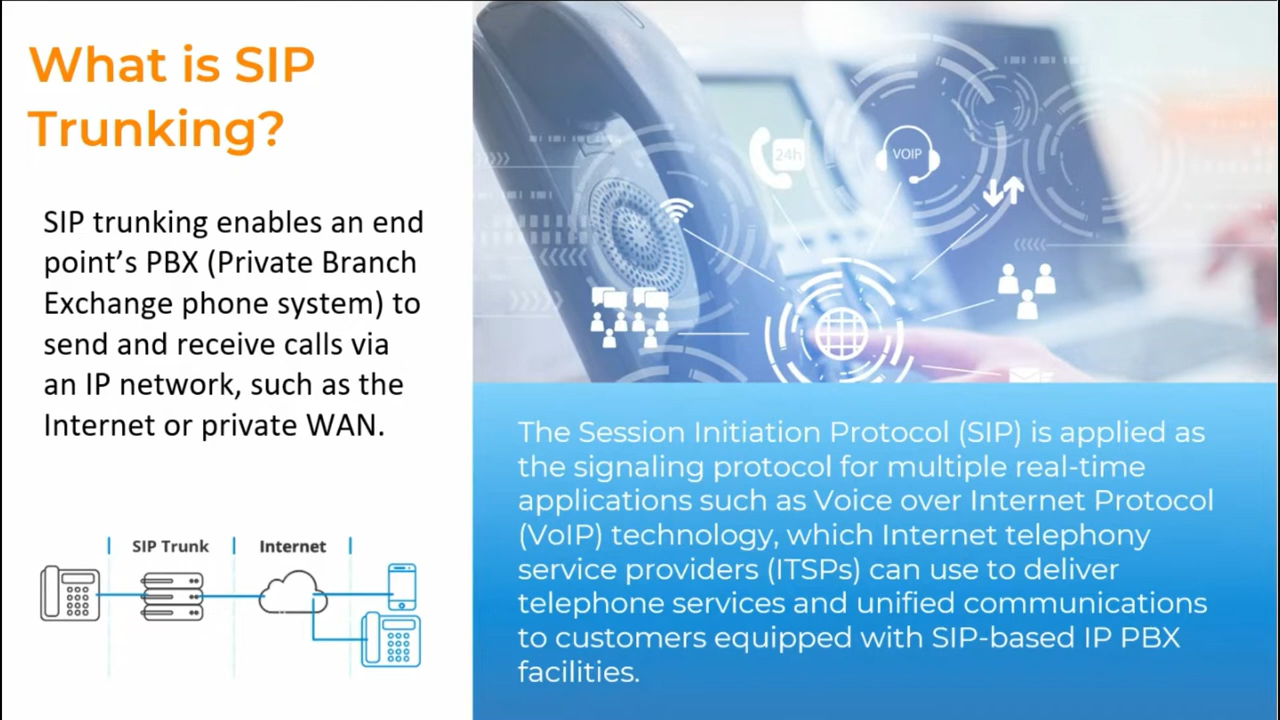 What is SIP
Trunking?
SIP trunking enables an end
point’s PBX (Private Branch
Exchange phone system) to
send and receive calls via
an IP network, such as the
Internet or private WAN.
SIP Trunk
Internet
24h
VOIP
The Session Initiation Protocol (SIP) is applied as
the signaling protocol for multiple real-time
applications such as Voice over Internet Protocol
(VoIP) technology, which Internet telephony
service providers (ITSPs) can use to deliver
telephone services and unified communications
to customers equipped with SIP-based IP PBX
facilities.